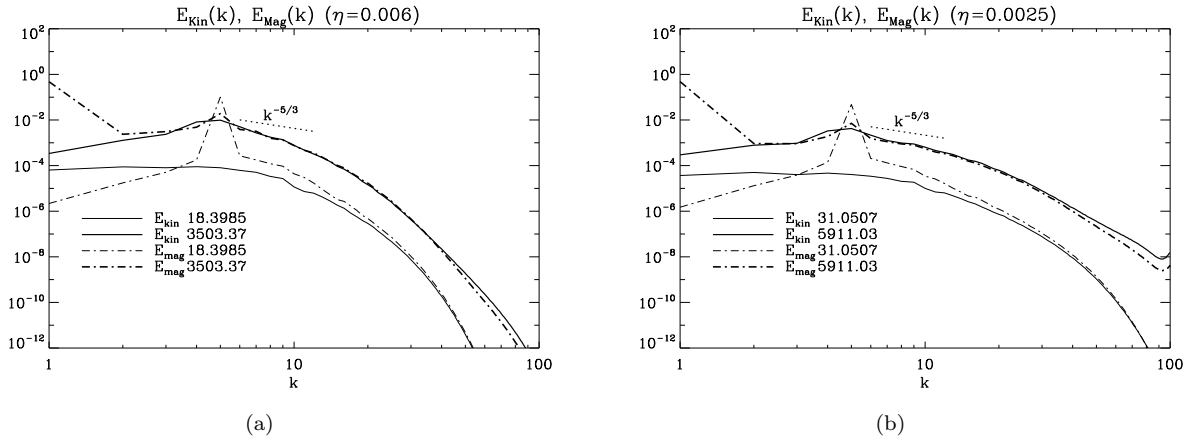 E_Kin(k), E_Mag(k) (η=0.006)
10^2
10^0
10^-2
10^-4
10^-6
10^-8
10^-10
10^-12
k^-5/3
E_kin 18.3985
E_kin 3503.37
E_mag 18.3985
E_mag 3503.37
1
10
100
k
(a)
E_Kin(k), E_Mag(k) (η=0.0025)
10^2
10^0
10^-2
10^-4
10^-6
10^-8
10^-10
10^-12
k^-5/3
E_kin 31.0507
E_kin 5911.03
E_mag 31.0507
E_mag 5911.03
1
10
100
k
(b)